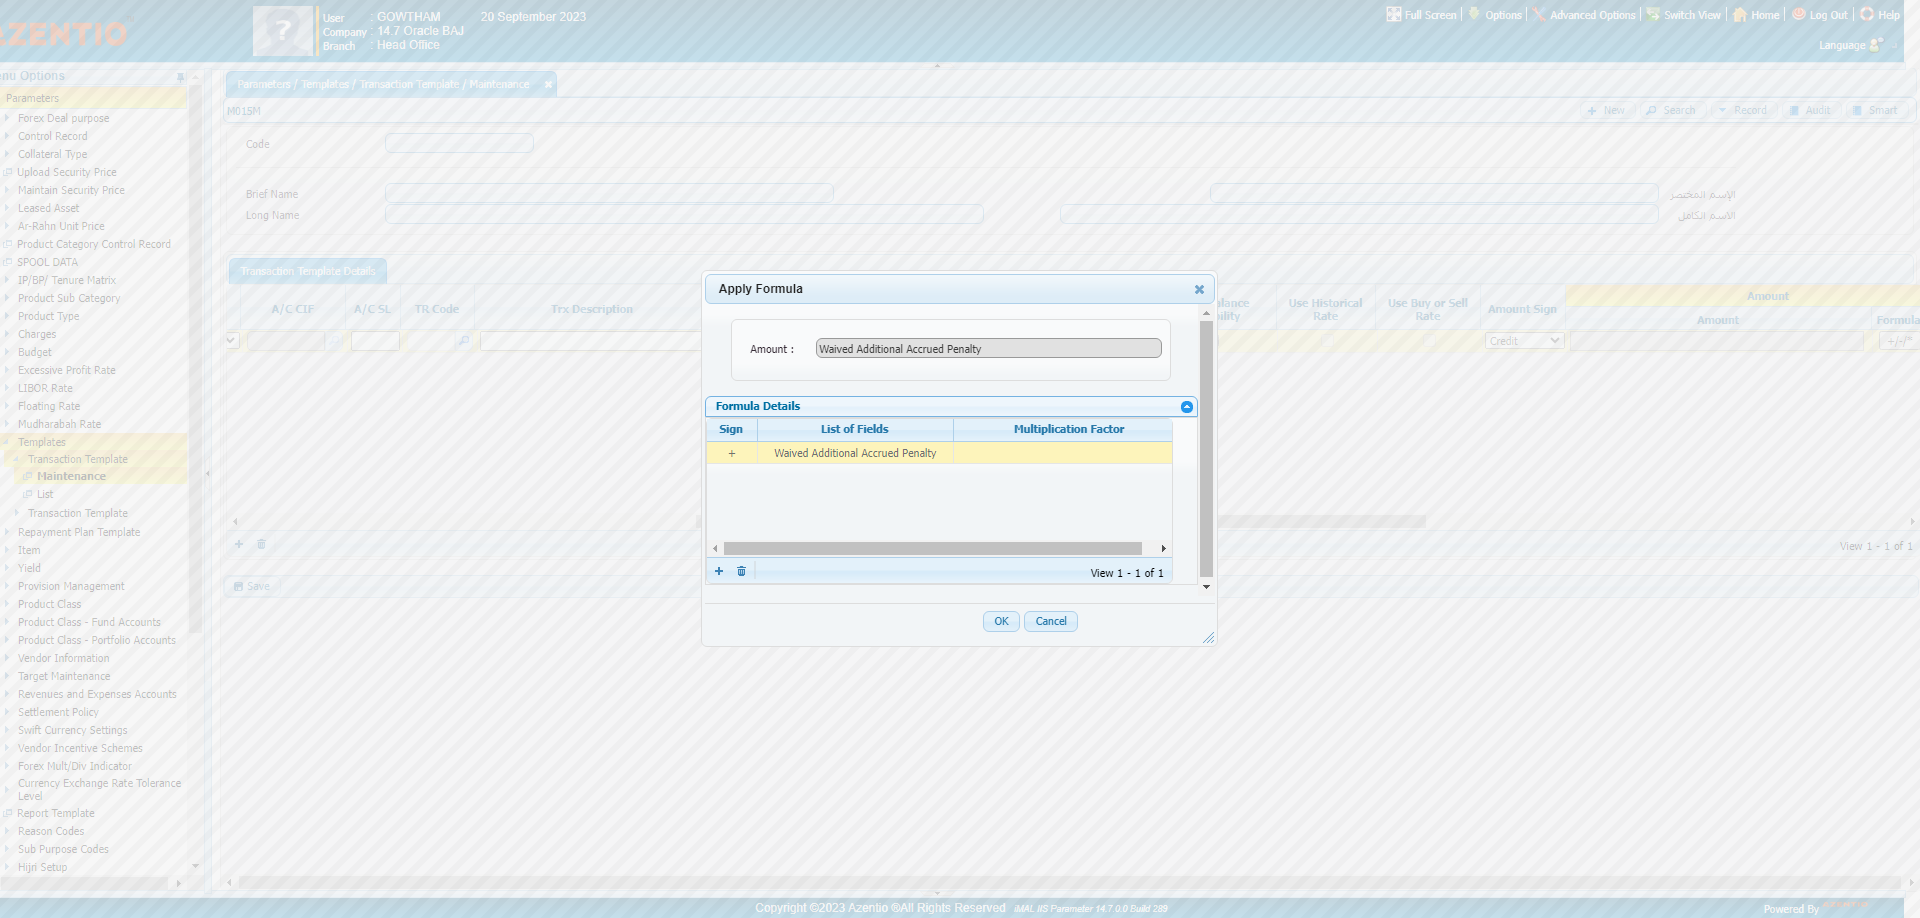 AZENTIO
User : GOWTHAM 20 September 2023
Company : 14.7 Oracle BAJ
Branch : Head Office
Full Screen Options Advanced Options Switch View Home Log Out Help
Language
nu Options
Parameters
Forex Deal purpose
Control Record
Collateral Type
Upload Security Price
Maintain Security Price
Leased Asset
Ar-Rahn Unit Price
Product Category Control Record
SPOOL DATA
IP/BP/ Tenure Matrix
Product Sub Category
Product Type
Charges
Budget
Excessive Profit Rate
LIBOR Rate
Floating Rate
Mudharabah Rate
Templates
Transaction Template
Maintenance
List
Transaction Template
Repayment Plan Template
Item
Yield
Provision Management
Product Class
Product Class - Fund Accounts
Product Class - Portfolio Accounts
Vendor Information
Target Maintenance
Revenues and Expenses Accounts
Settlement Policy
Swift Currency Settings
Vendor Incentive Schemes
Forex Mult/Div Indicator
Currency Exchange Rate Tolerance
Level
Report Template
Reason Codes
Sub Purpose Codes
Hijri Setup
Parameters / Templates / Transaction Template / Maintenance
M015M
New Search Record Audit Smart
Code
Brief Name
الإسم المختصر
Long Name
الاسم الكامل
Transaction Template Details
A/C CIF A/C SL TR Code Trx Description
lance
ility
Use Historical
Rate
Use Buy or Sell
Rate
Amount Sign
Amount
Amount
Formula
Credit
+/r/*
View 1 - 1 of 1
Save
Apply Formula
Amount : Waived Additional Accrued Penalty
Formula Details
Sign List of Fields Multiplication Factor
+ Waived Additional Accrued Penalty
View 1 - 1 of 1
OK Cancel
Copyright ©2023 Azentio ®All Rights Reserved iMAL IIS Parameter 14.7.0.0 Build 289
Powered By AZENTIO